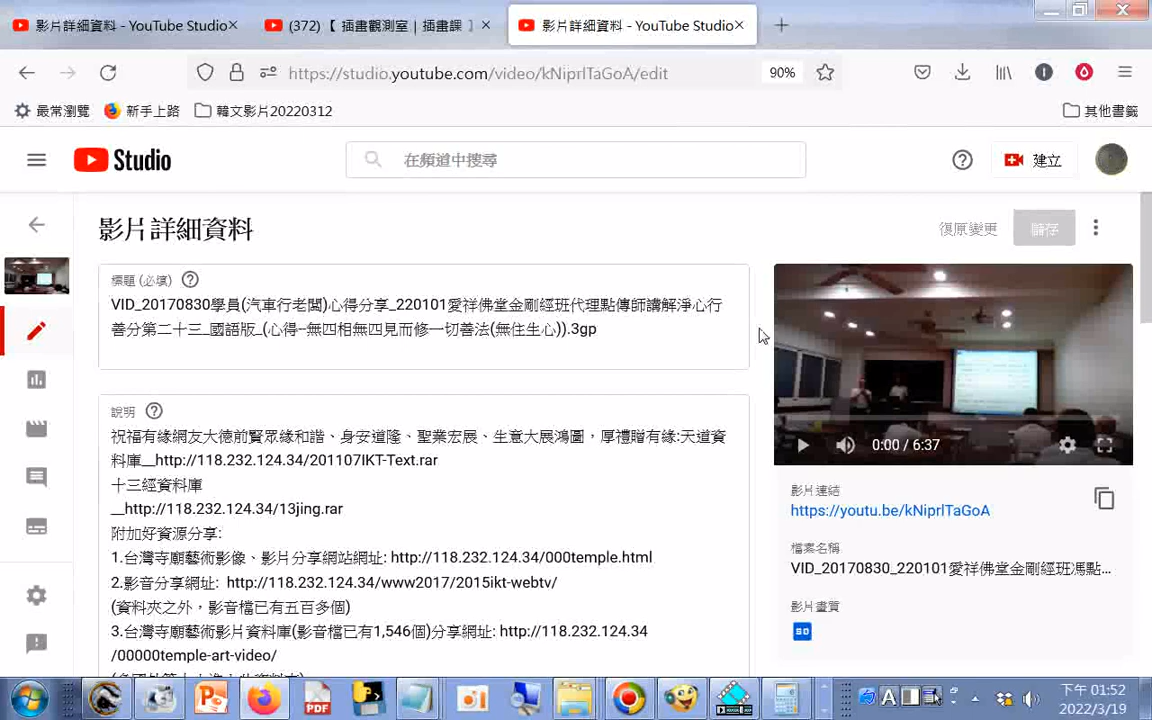 影片詳細資料 - YouTube Studio
(372) 【 插畫觀測室 | 插畫課 】
影片詳細資料 - YouTube Studio
https://studio.youtube.com/video/kNiprlTaGoA/edit
90%
最常瀏覽
新手上路
韓文影片20220312
其他書籤
Studio
在頻道中搜尋
建立
影片詳細資料
復原變更
儲存
標題 (必填)
VID_20170830學員(汽車行老闆)心得分享_220101愛祥佛堂金剛經班代理點傳師講解淨心行
善分第二十三_國語版_(心得–無四相無四見而修一切善法(無住生心)).3gp
說明
祝福有緣網友大德前賢眾緣和諧、身安道隆、聖業宏展、生意大展鴻圖，厚禮贈有緣:天道資
料庫__http://118.232.124.34/201107IKT-Text.rar
十三經資料庫
__http://118.232.124.34/13jing.rar
附加好資源分享:
1.台灣寺廟藝術影像、影片分享網站網址: http://118.232.124.34/000temple.html
2.影音分享網址:  http://118.232.124.34/www2017/2015ikt-webtv/
(資料夾之外，影音檔已有五百多個)
3.台灣寺廟藝術影片資料庫(影音檔已有1,546個)分享網址: http://118.232.124.34
/00000temple-art-video/
0:00 / 6:37
影片連結
https://youtu.be/kNiprlTaGoA
檔案名稱
VID_20170830_220101愛祥佛堂金剛經班馮點...
影片畫質
SD
PDF
A
下午 01:52
2022/3/19